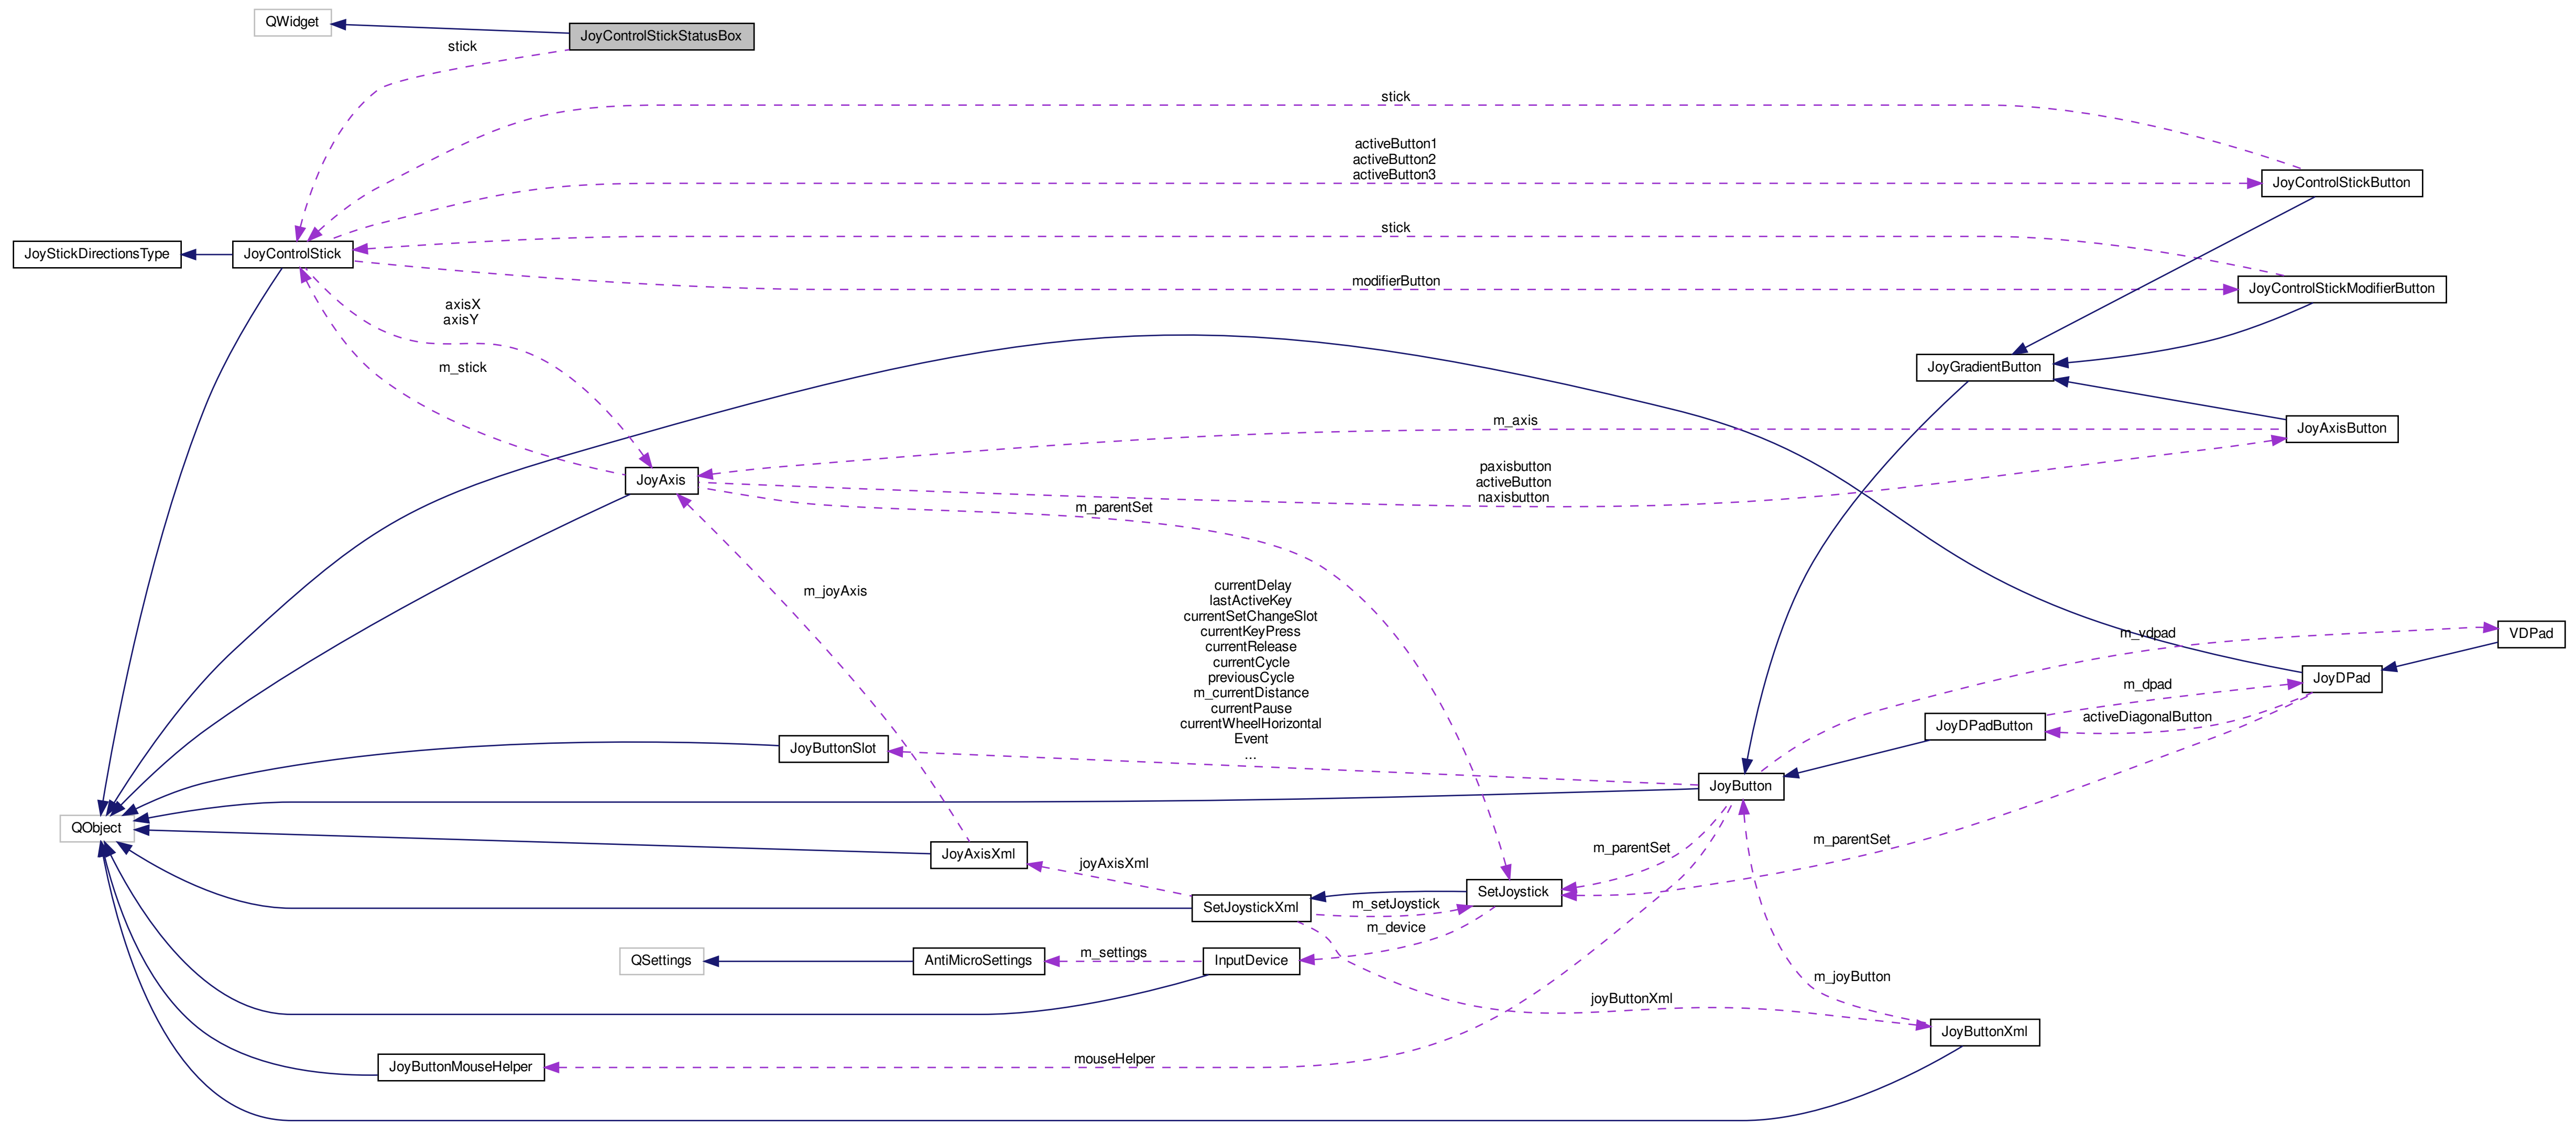 QWidget
JoyControlStickStatusBox
stick
stick
activeButton1
activeButton2
activeButton3
JoyControlStickButton
stick
JoyStickDirectionsType
JoyControlStick
modifierButton
JoyControlStickModifierButton
axisX
axisY
m_stick
JoyGradientButton
m_axis
JoyAxisButton
JoyAxis
paxisbutton
activeButton
naxisbutton
m_parentSet
m_joyAxis
currentDelay
lastActiveKey
currentSetChangeSlot
currentKeyPress
currentRelease
currentCycle
previousCycle
m_currentDistance
currentPause
currentWheelHorizontal
Event
...
m_vdpad
VDPad
JoyDPad
m_dpad
activeDiagonalButton
JoyDPadButton
JoyButtonSlot
JoyButton
QObject
JoyAxisXml
joyAxisXml
m_parentSet
m_parentSet
SetJoystickXml
m_setJoystick
SetJoystick
m_device
QSettings
AntiMicroSettings
m_settings
InputDevice
m_joyButton
joyButtonXml
JoyButtonXml
JoyButtonMouseHelper
mouseHelper